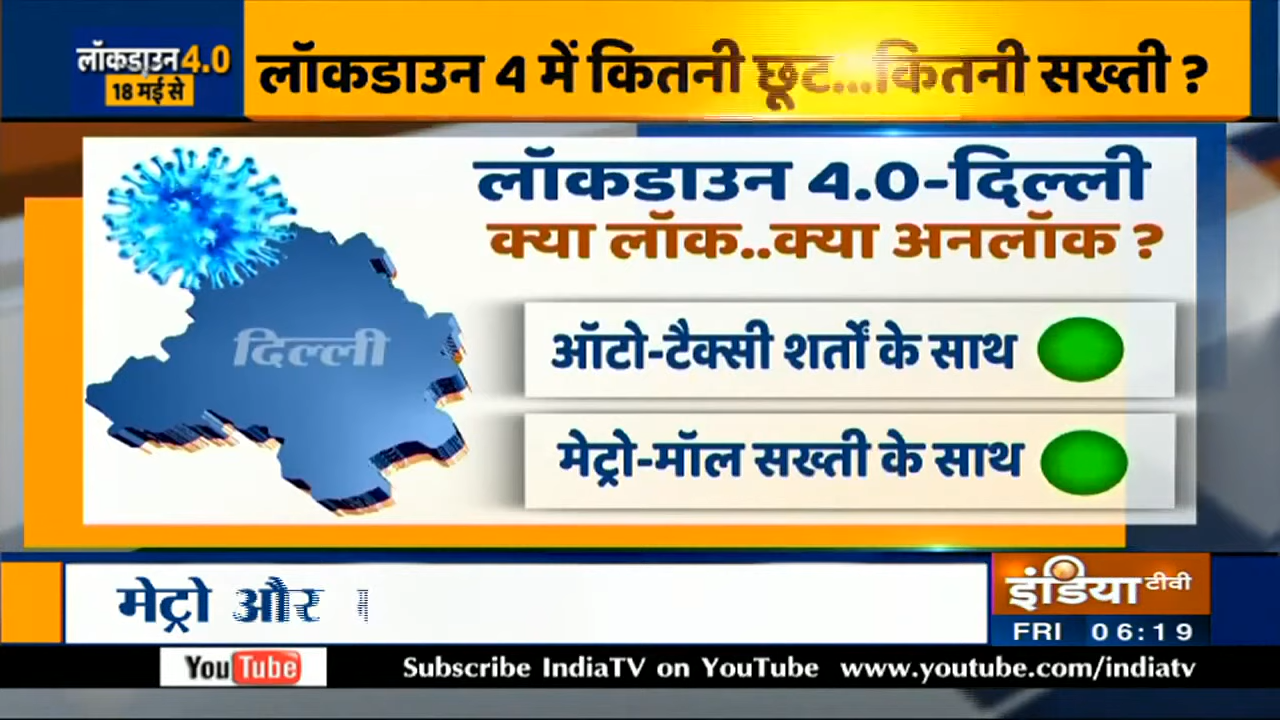 लॉकडाउन 4.0
18 मई से
लॉकडाउन 4 में कितनी छूट...कितनी सख्ती ?
लॉकडाउन 4.0-दिल्ली
क्या लॉक..क्या अनलॉक ?
दिल्ली
ऑटो-टैक्सी शर्तों के साथ
मेट्रो-मॉल सख्ती के साथ
मेट्रो और
इंडिया टीवी
FRI 06:19
YouTube Subscribe IndiaTV on YouTube www.youtube.com/indiatv